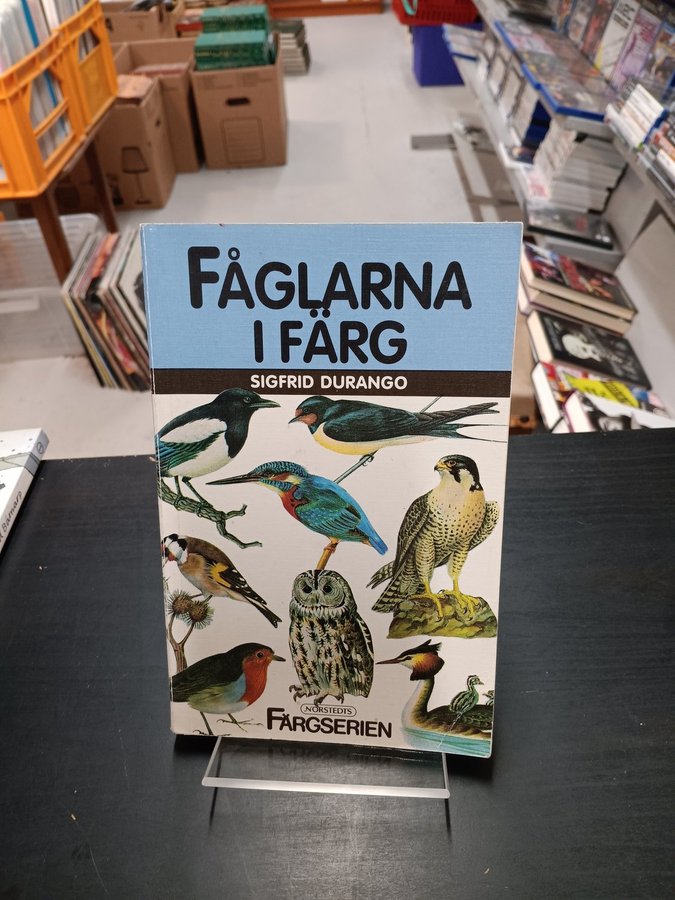 FÅGLARNA
I FÄRG
SIGFRID DURANGO
NORSTEDTS
FÄRGSERIEN